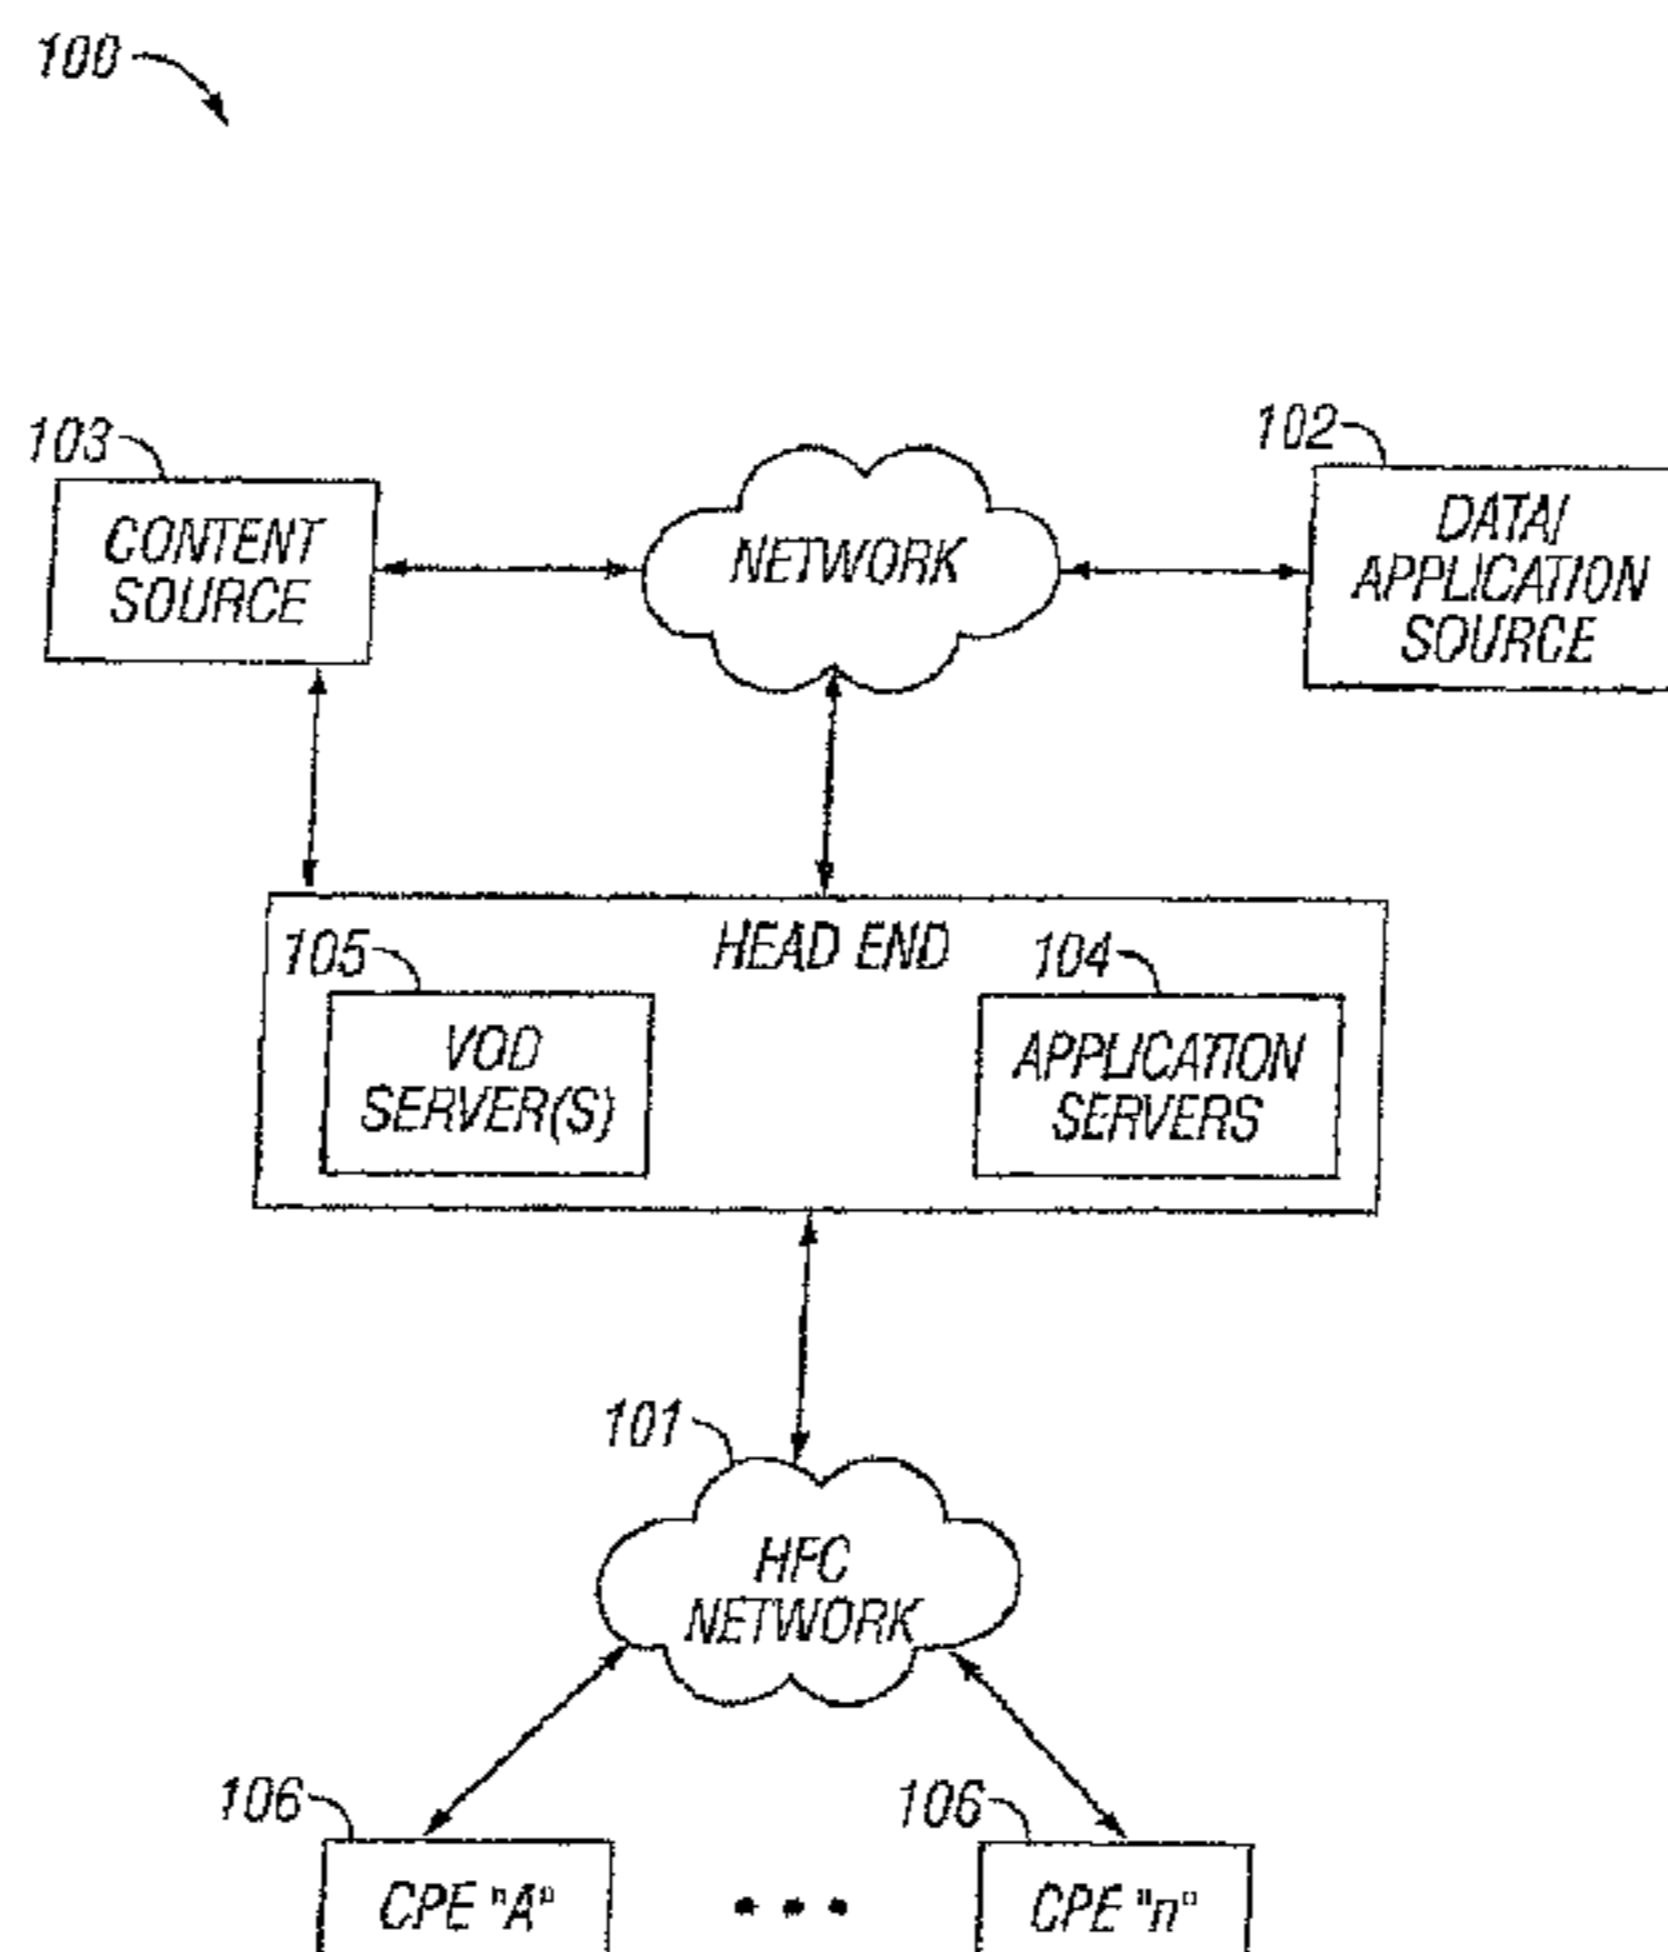 100
103
102
CONTENT
SOURCE
NETWORK
DATA/
APPLICATION
SOURCE
HEAD END
105
104
VOD
SERVER(S)
APPLICATION
SERVERS
101
HFC
NETWORK
106
106
CPE "A"
• • •
CPE "n"